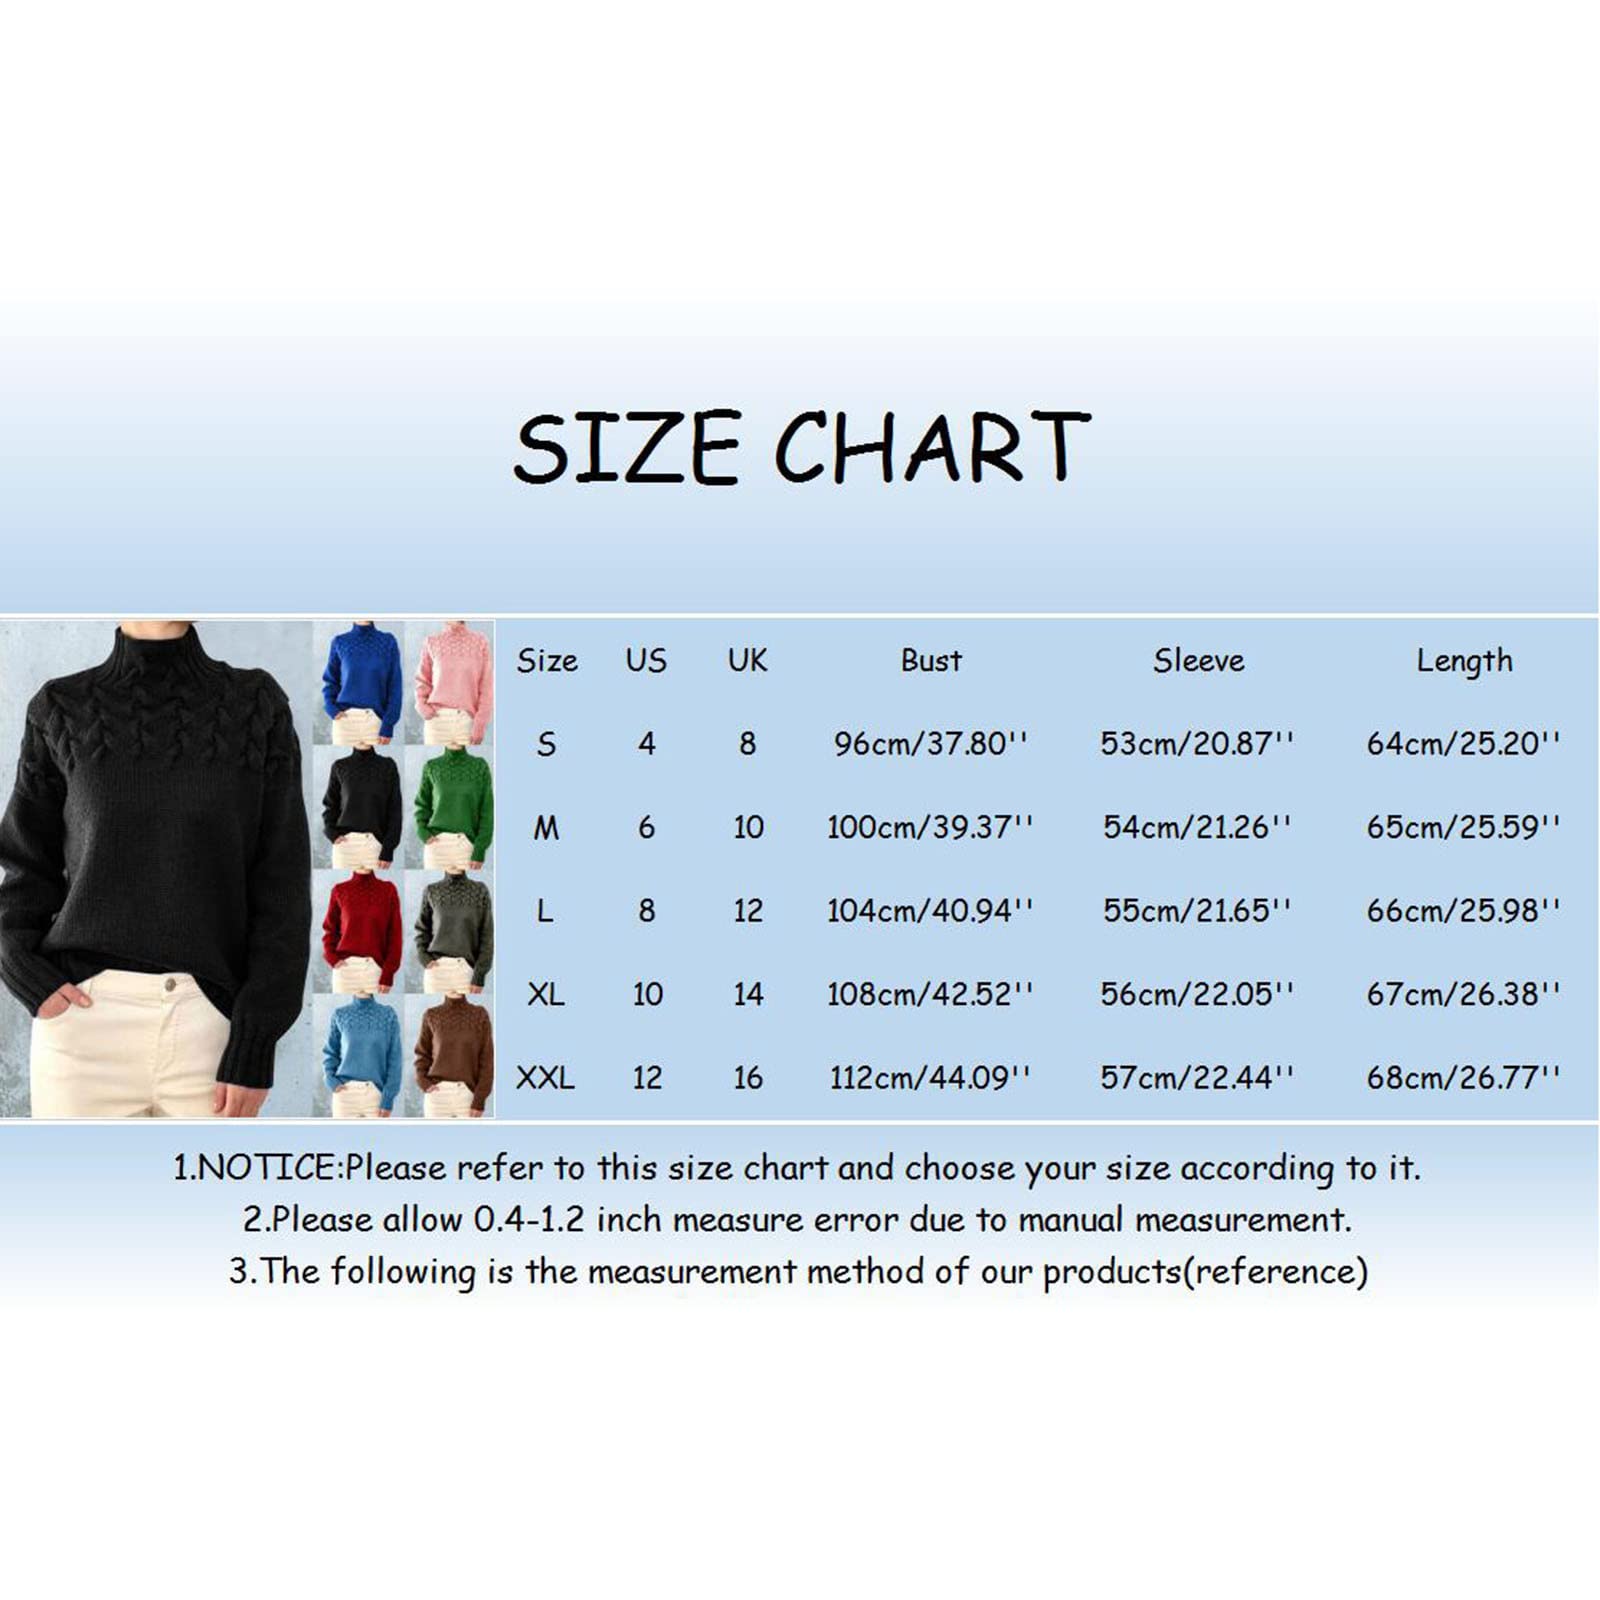 SIZE CHART
Size US UK Bust Sleeve Length
S 4 8 96cm/37.80'' 53cm/20.87'' 64cm/25.20''
M 6 10 100cm/39.37'' 54cm/21.26'' 65cm/25.59''
L 8 12 104cm/40.94'' 55cm/21.65'' 66cm/25.98''
XL 10 14 108cm/42.52'' 56cm/22.05'' 67cm/26.38''
XXL 12 16 112cm/44.09'' 57cm/22.44'' 68cm/26.77''
1.NOTICE:Please refer to this size chart and choose your size according to it.
2.Please allow 0.4-1.2 inch measure error due to manual measurement.
3.The following is the measurement method of our products(reference)